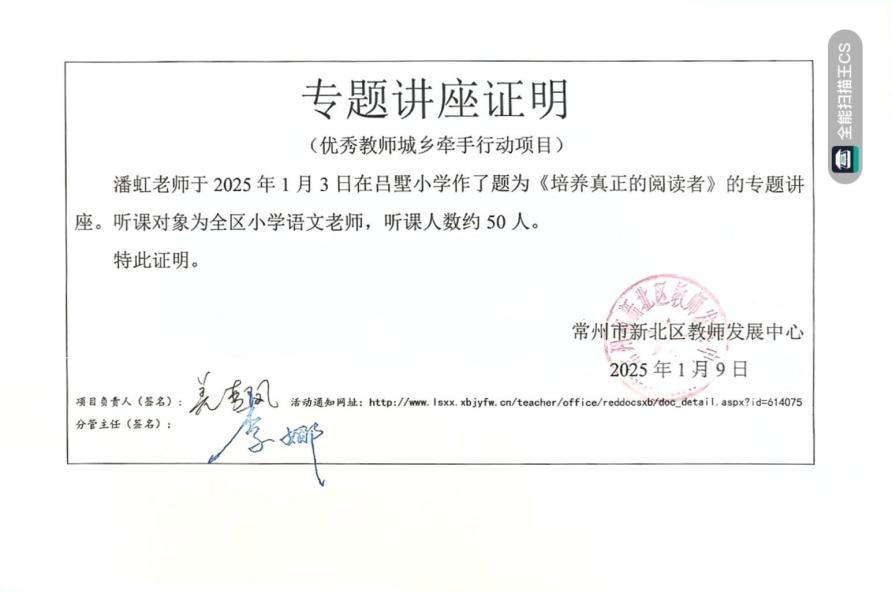 专题讲座证明
（优秀教师城乡牵手行动项目）
潘虹老师于 2025 年 1 月 3 日在吕墅小学作了题为《培养真正的阅读者》的专题讲
座。听课对象为全区小学语文老师，听课人数约 50 人。
特此证明。
常州市新北区教师发展中心
2025 年 1 月 9 日
项目负责人（签名）： 活动通知网址：http://www.lsxx.xbjyfw.cn/teacher/office/reddocsxb/doc_detail.aspx?id=614075
分管主任（签名）： 李娜
全能扫描王CS